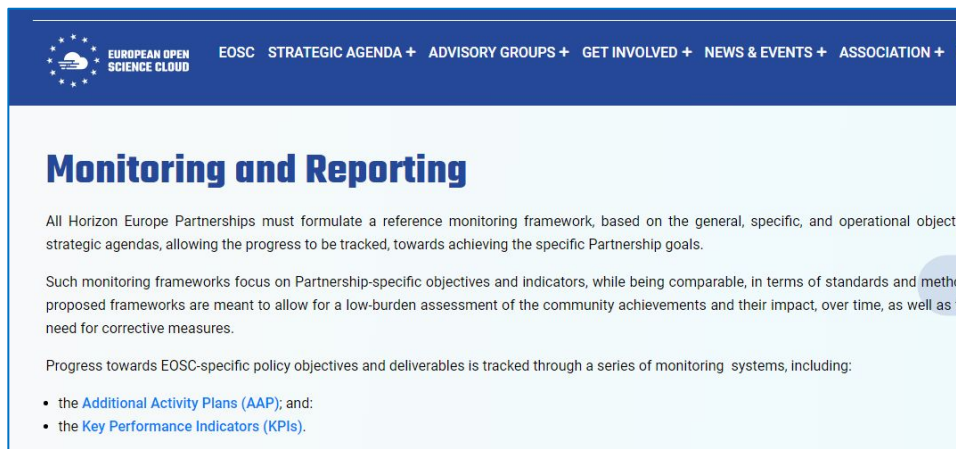 EUROPEAN OPEN
SCIENCE CLOUD
EOSC STRATEGIC AGENDA + ADVISORY GROUPS + GET INVOLVED + NEWS & EVENTS + ASSOCIATION +
Monitoring and Reporting
All Horizon Europe Partnerships must formulate a reference monitoring framework, based on the general, specific, and operational
strategic agendas, allowing the progress to be tracked, towards achieving the specific Partnership goals.
Such monitoring frameworks focus on Partnership-specific objectives and indicators, while being comparable, in terms of standards and
proposed frameworks are meant to allow for a low-burden assessment of the community achievements and their impact, over time, as well as
need for corrective measures.
Progress towards EOSC-specific policy objectives and deliverables is tracked through a series of monitoring systems, including:
• the Additional Activity Plans (AAP); and:
• the Key Performance Indicators (KPIs).